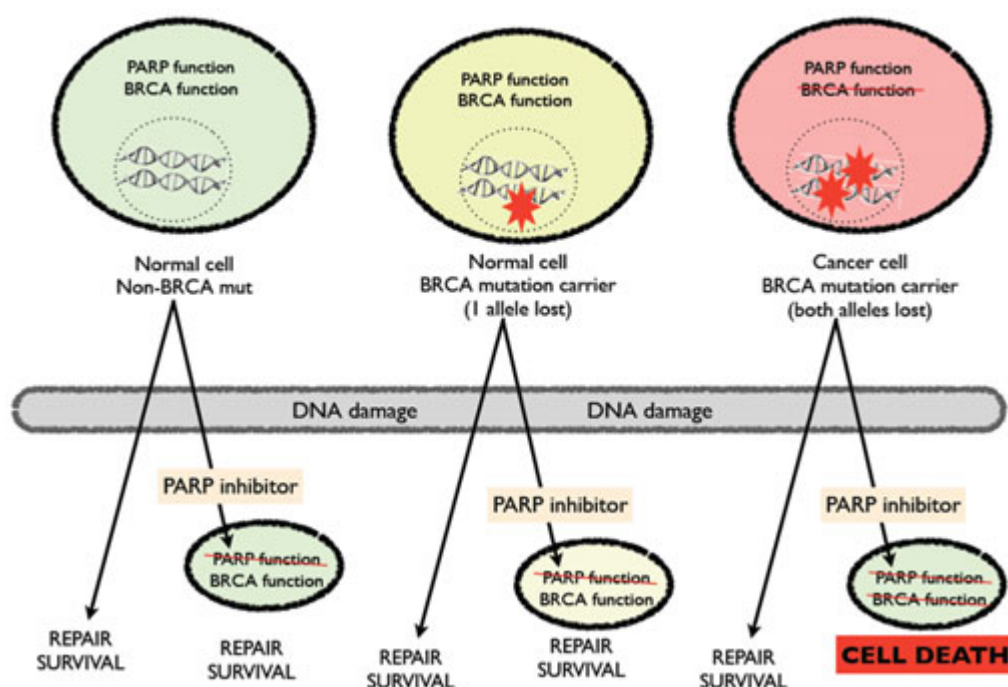 PARP function
BRCA function
PARP function
BRCA function
PARP function
BRCA function
Normal cell
Non-BRCA mut
Normal cell
BRCA mutation carrier
(1 allele lost)
Cancer cell
BRCA mutation carrier
(both alleles lost)
DNA damage
DNA damage
PARP inhibitor
PARP inhibitor
PARP inhibitor
PARP function
BRCA function
PARP function
BRCA function
PARP function
BRCA function
REPAIR
SURVIVAL
REPAIR
SURVIVAL
REPAIR
SURVIVAL
REPAIR
SURVIVAL
REPAIR
SURVIVAL
CELL DEATH